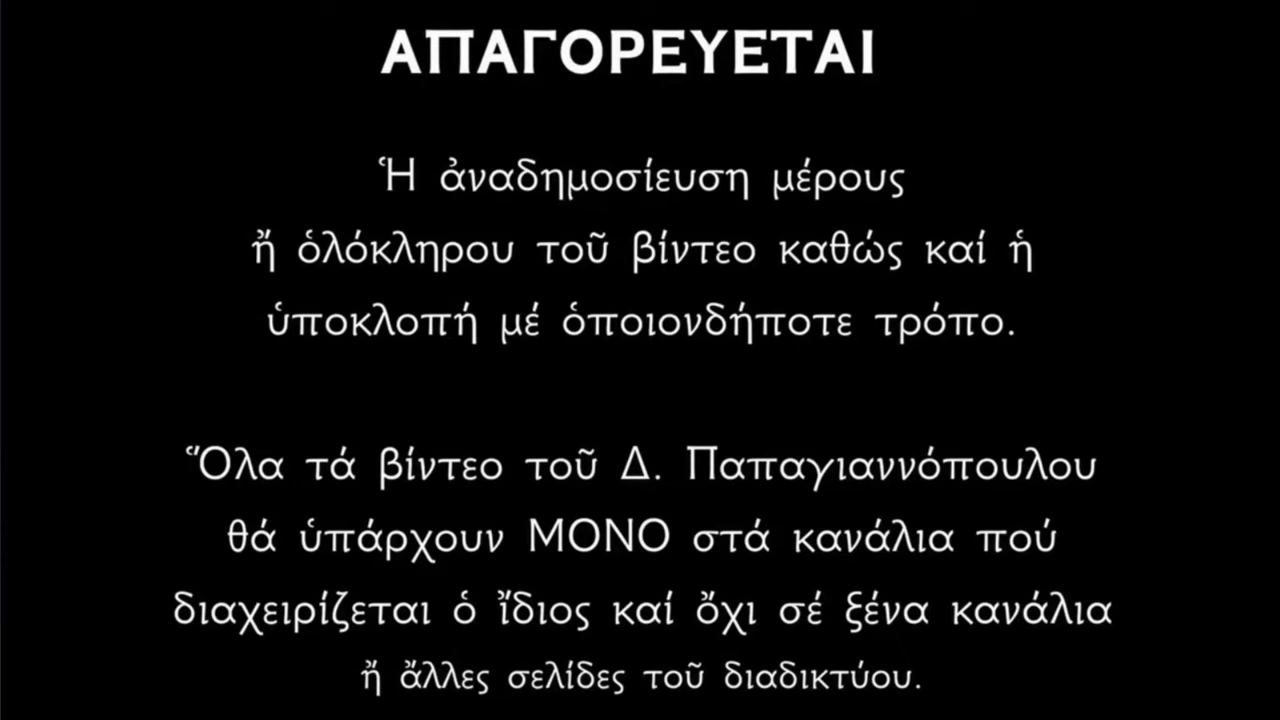 ΑΠΑΓΟΡΕΥΕΤΑΙ
Ἡ ἀναδημοσίευση μέρους
ἤ ὁλόκληρου τοῦ βίντεο καθώς καί ἡ
ὑποκλοπή μέ ὁποιονδήποτε τρόπο.
Ὅλα τά βίντεο τοῦ Δ. Παπαγιαννόπουλου
θά ὑπάρχουν ΜΟΝΟ στά κανάλια πού
διαχειρίζεται ὁ ἴδιος καί ὄχι σέ ξένα κανάλια
ἤ ἄλλες σελίδες τοῦ διαδικτύου.